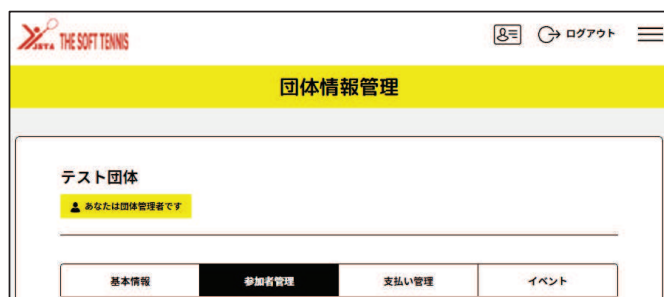 JSTA THE SOFT TENNIS
ログアウト
団体情報管理
テスト団体
あなたは団体管理者です
基本情報 参加者管理 支払い管理 イベント